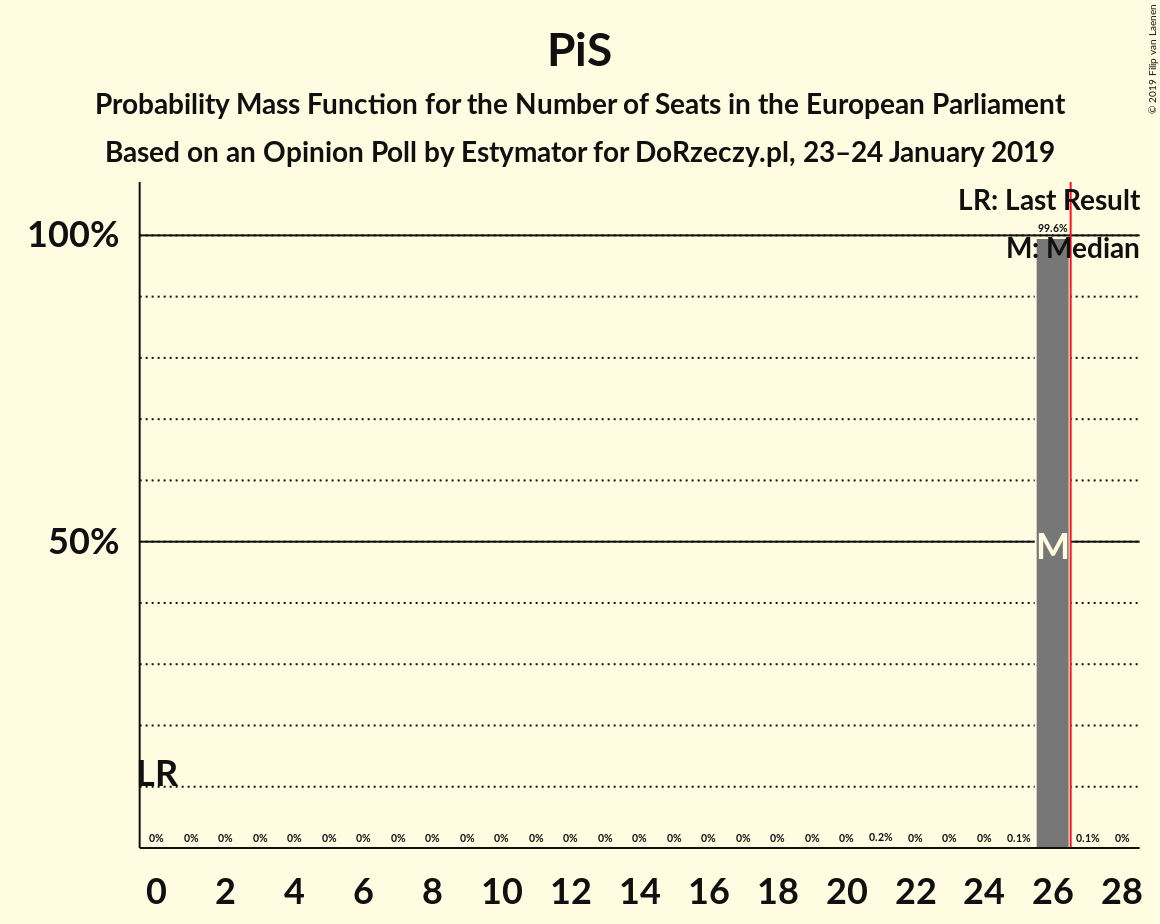 PiS
Probability Mass Function for the Number of Seats in the European Parliament
Based on an Opinion Poll by Estymator for DoRzeczy.pl, 23–24 January 2019
© 2019 Filip van Laenen
LR: Last Result
M: Median
100%
50%
99.6%
M
LR
0% 0% 0% 0% 0% 0% 0% 0% 0% 0% 0% 0% 0% 0% 0% 0% 0% 0% 0% 0% 0% 0.2% 0% 0% 0% 0.1% 0.1% 0%
0 2 4 6 8 10 12 14 16 18 20 22 24 26 28